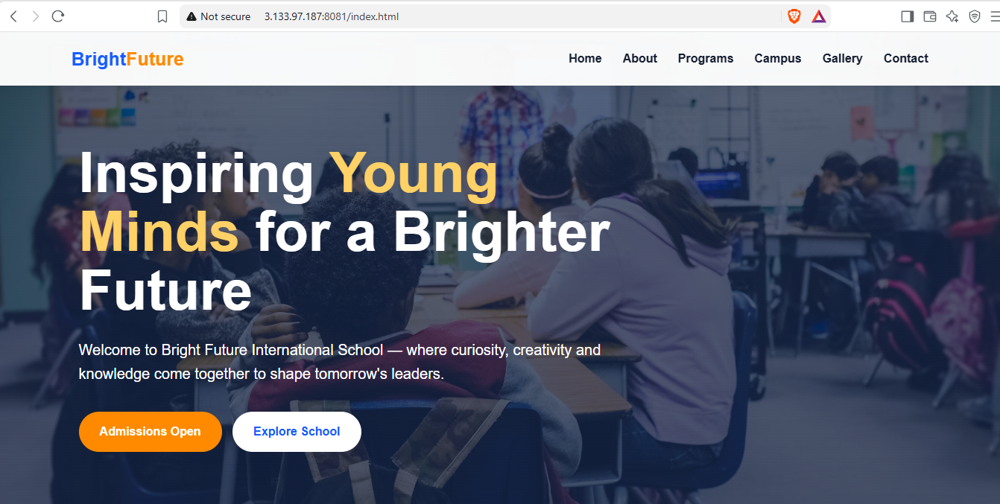 Not secure 3.133.97.187:8081/index.html
BrightFuture
Home About Programs Campus Gallery Contact
Inspiring Young
Minds for a Brighter
Future
Welcome to Bright Future International School — where curiosity, creativity and
knowledge come together to shape tomorrow's leaders.
Admissions Open Explore School